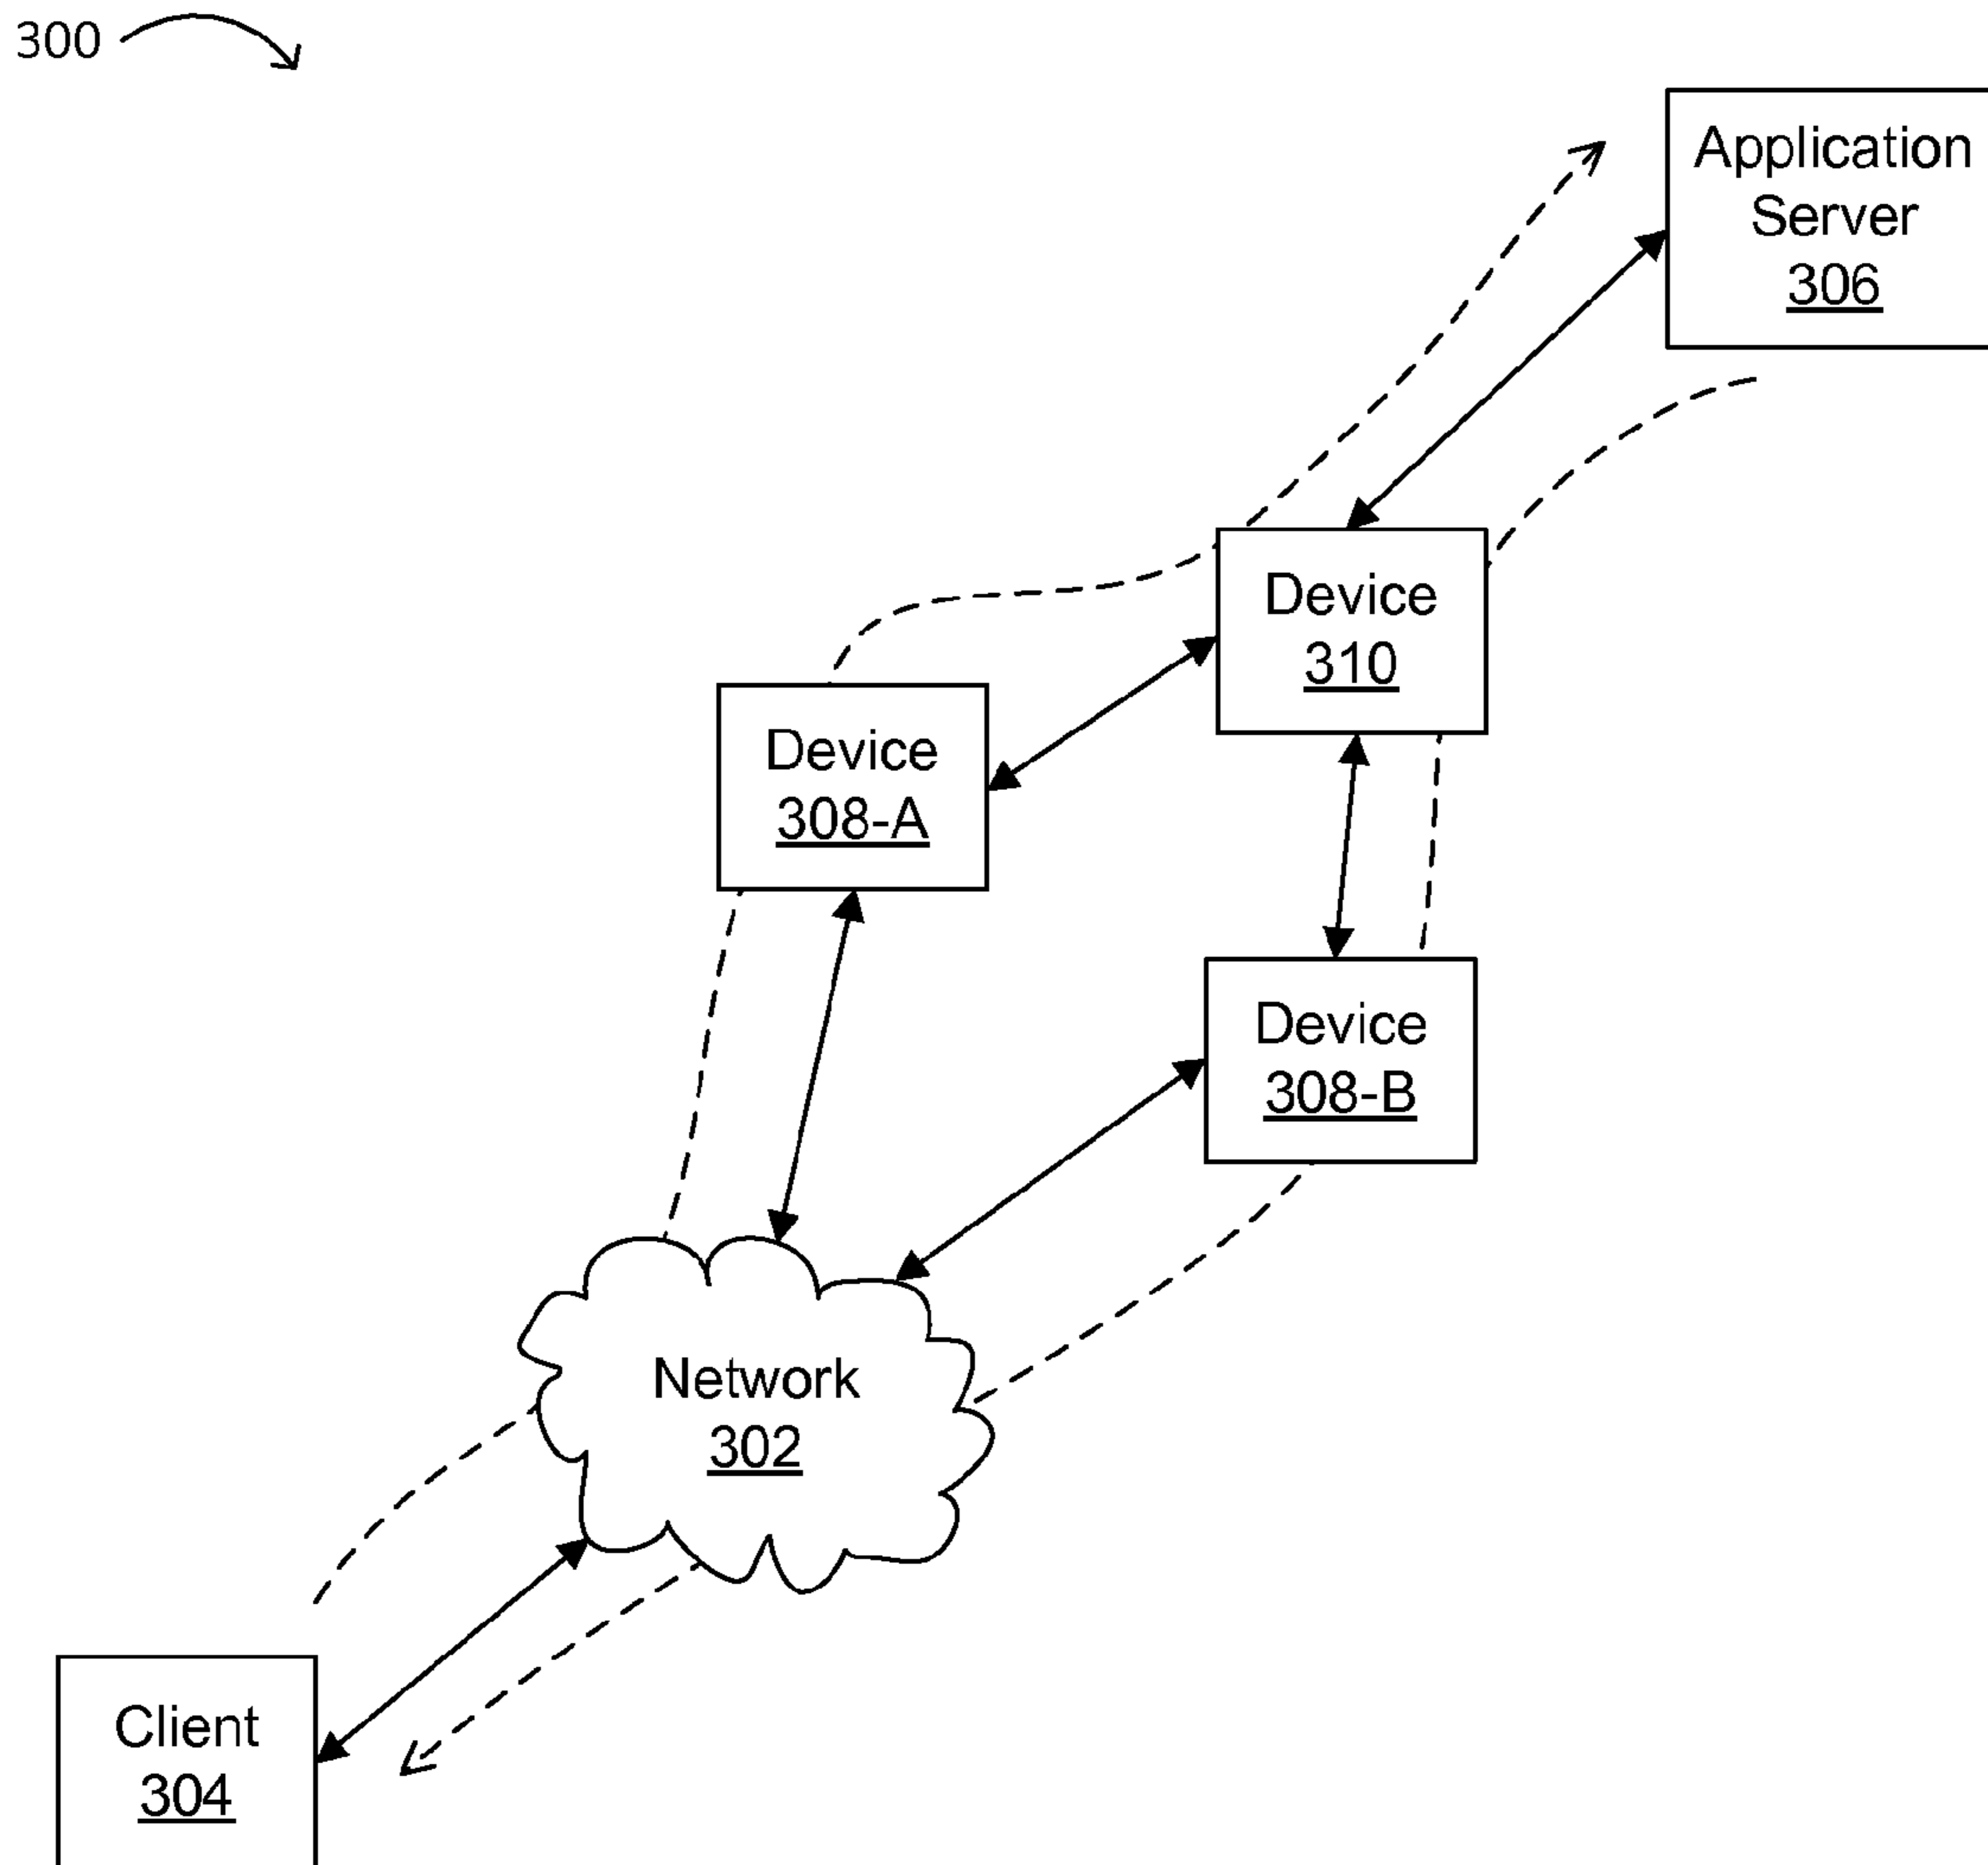 300
Application
Server
306
Device
310
Device
308-A
Device
308-B
Network
302
Client
304